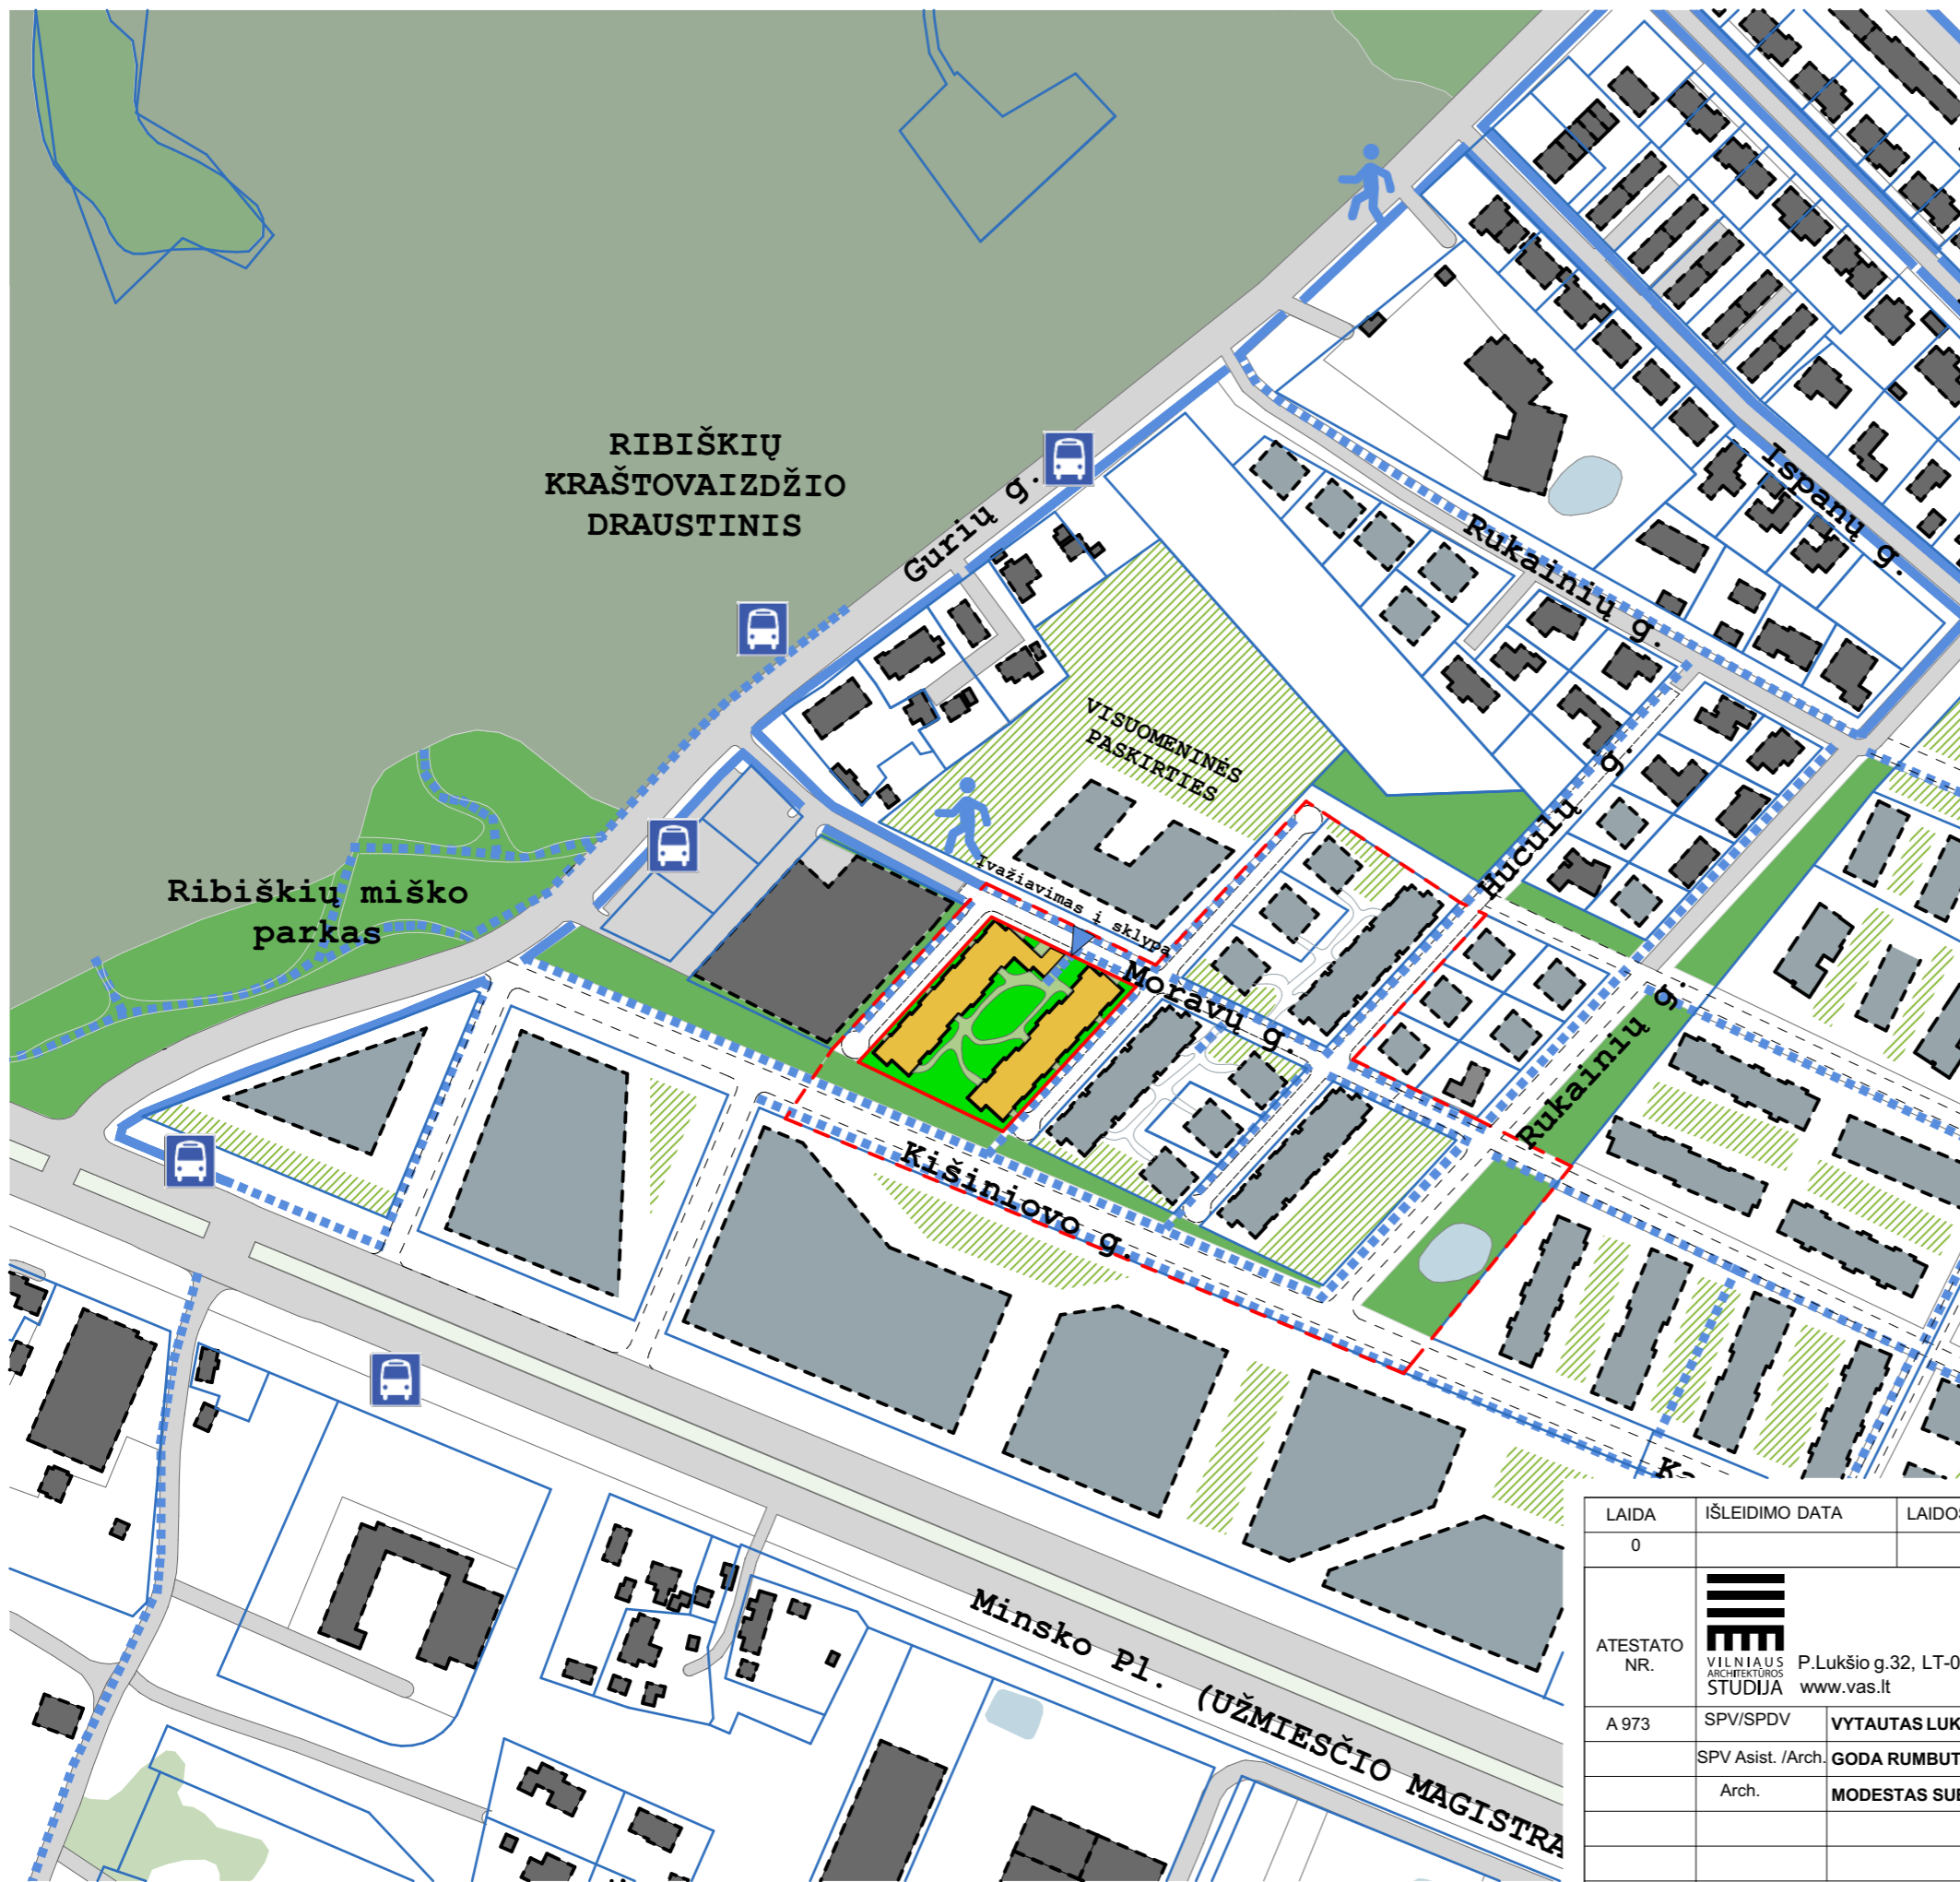 RIBIŠKIŲ
KRAŠTOVAIZDŽIO
DRAUSTINIS
Gurių g.
Ispanų g.
Rukainių g.
VISUOMENINĖS
PASKIRTIES
Huculų g.
Įvažiavimas į sklypą
Ribiškių miško
parkas
Moravų g.
Rukainių g.
Kišiniovo g.
Minsko Pl. (UŽMIESČIO MAGISTRA
LAIDA
IŠLEIDIMO DATA
0
ATESTATO
NR.
VILNIAUS
ARCHITEKTŪROS
STUDIJA
P.Lukšio g.32, LT-0
www.vas.lt
A 973
SPV/SPDV
VYTAUTAS LUK
SPV Asist. /Arch.
GODA RUMBUT
Arch.
MODESTAS SU